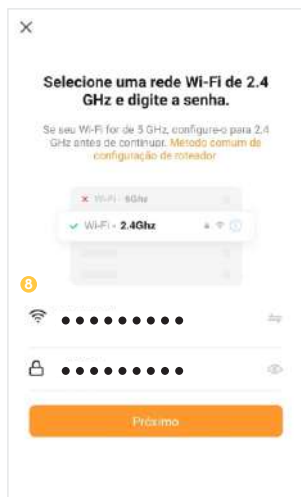 Selecione uma rede Wi-Fi de 2.4
GHz e digite a senha.
Se seu Wi-Fi for de 5 GHz, configure-o para 2.4
GHz antes de continuar. Método comum de
configuração de roteador
Wi-Fi - 5Ghz
Wi-Fi - 2.4Ghz
8
Próximo